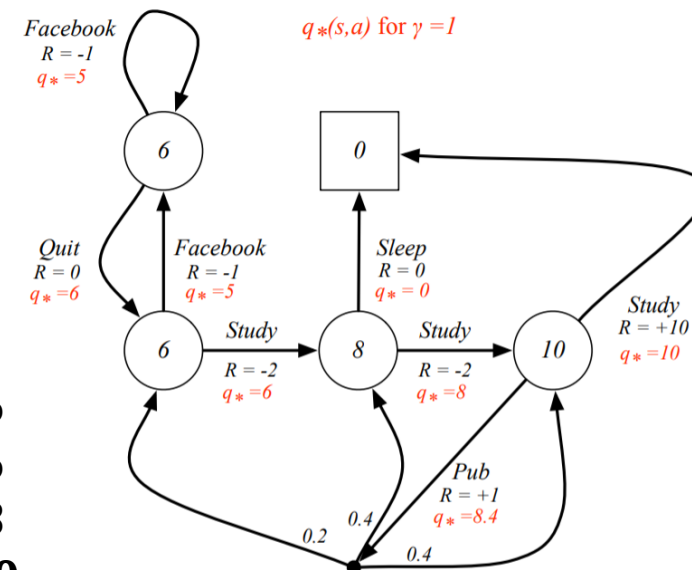 Facebook
R = -1
q* =5
q*(s,a) for γ =1
6
0
Quit
R = 0
q* =6
Facebook
R = -1
q* =5
Sleep
R = 0
q* = 0
Study
R = +10
q* =10
6
Study
R = -2
q* =6
8
Study
R = -2
q* =8
10
Pub
R = +1
q* =8.4
0.2
0.4
0.4